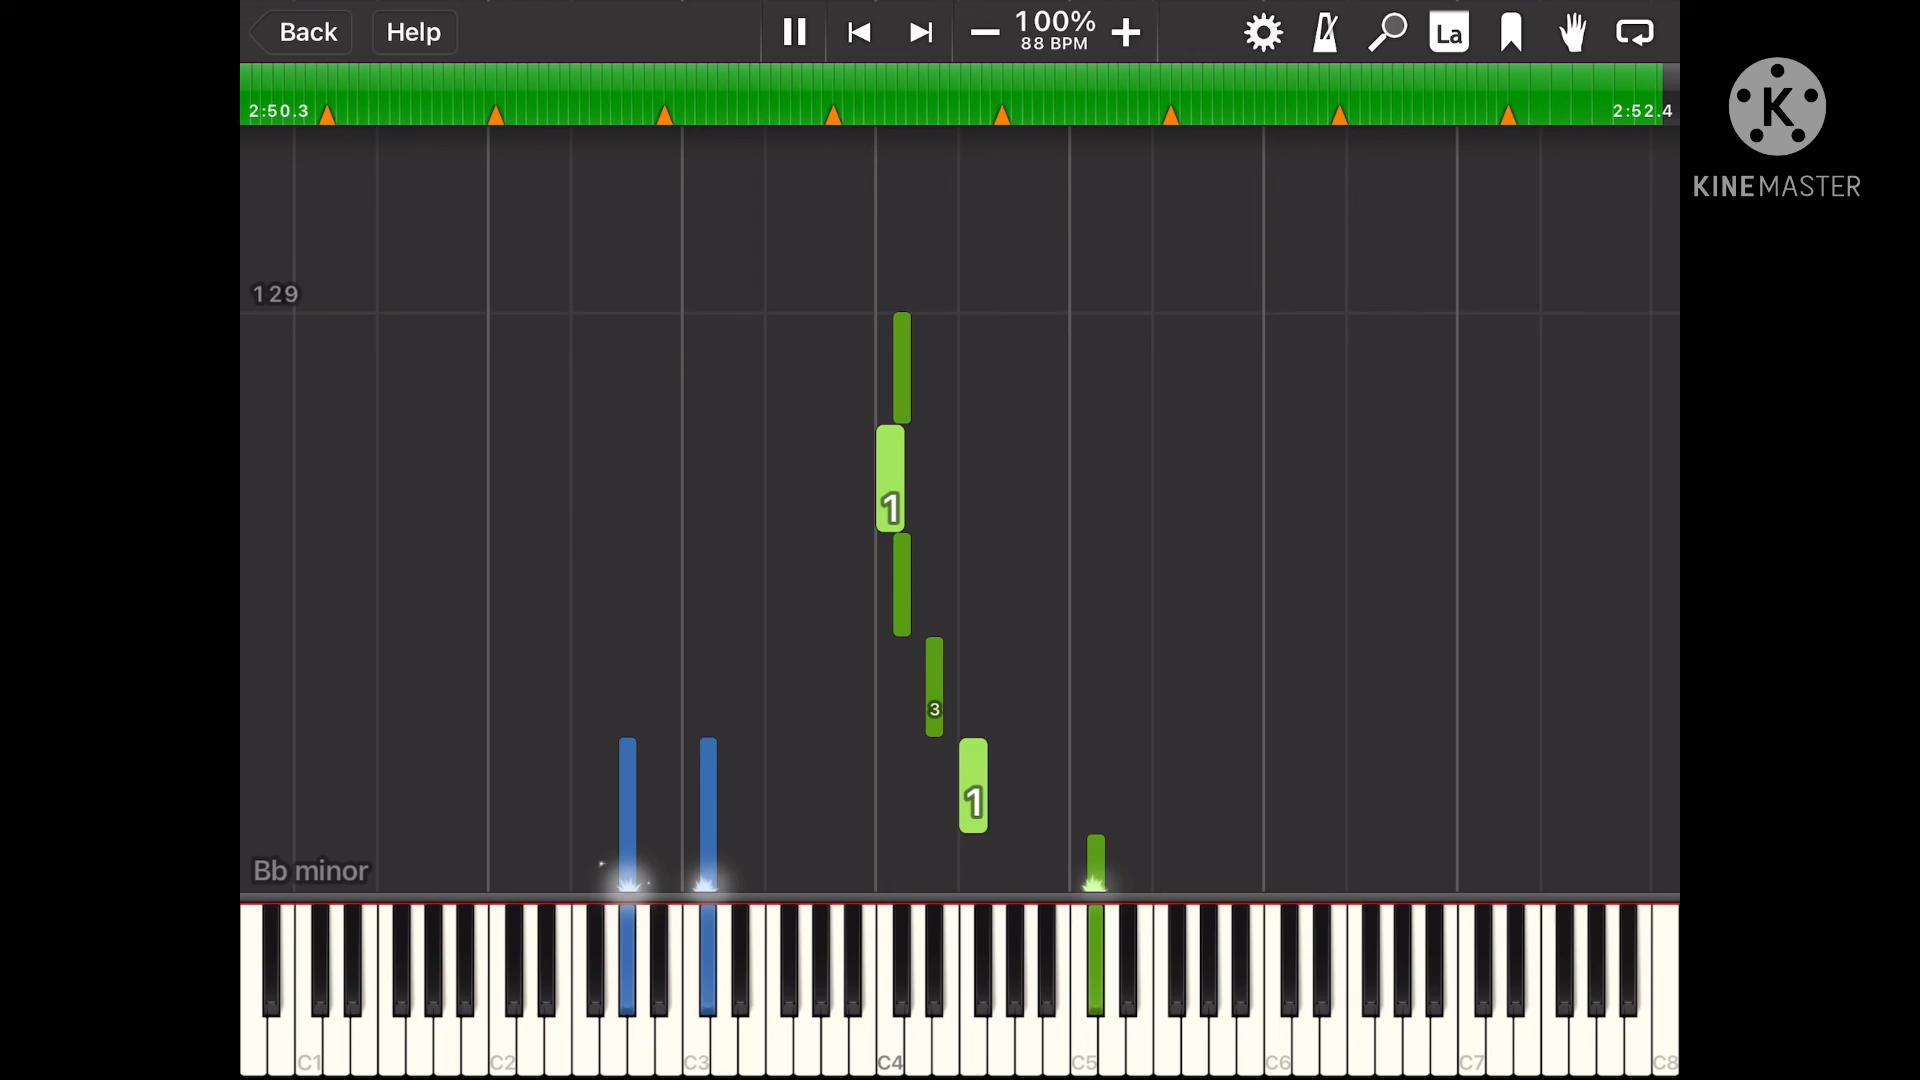 Back
Help
100%
88 BPM
La
2:50.3
2:52.4
K
KINEMASTER
129
1
3
1
Bb minor
C1
C2
C3
C4
C5
C6
C7
C8